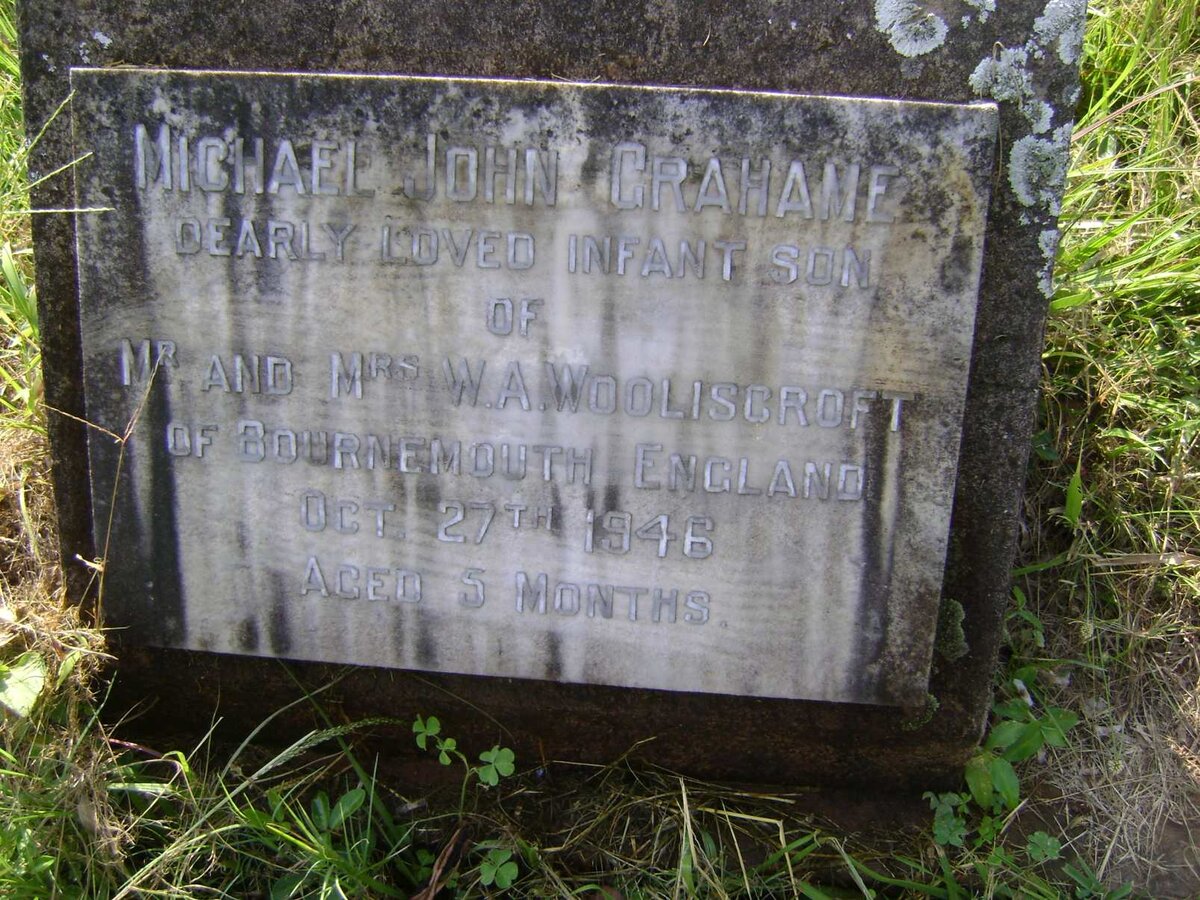 MICHAEL JOHN GRAHAME
DEARLY LOVED INFANT SON
OF
MR AND MRS W.A. WOOLISCROFT
OF BOURNEMOUTH ENGLAND
OCT. 27TH 1946
AGED 5 MONTHS.